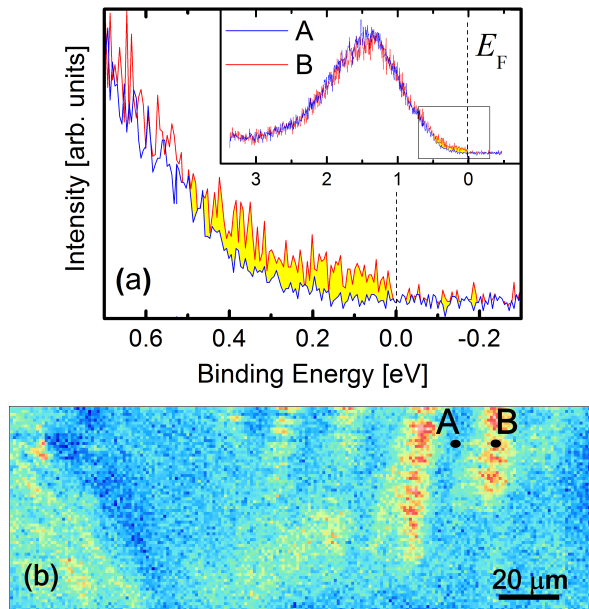 A
B
E_F
3 2 1 0
Intensity [arb. units]
(a)
0.6 0.4 0.2 0.0 -0.2
Binding Energy [eV]
A B
(b)
20 μm